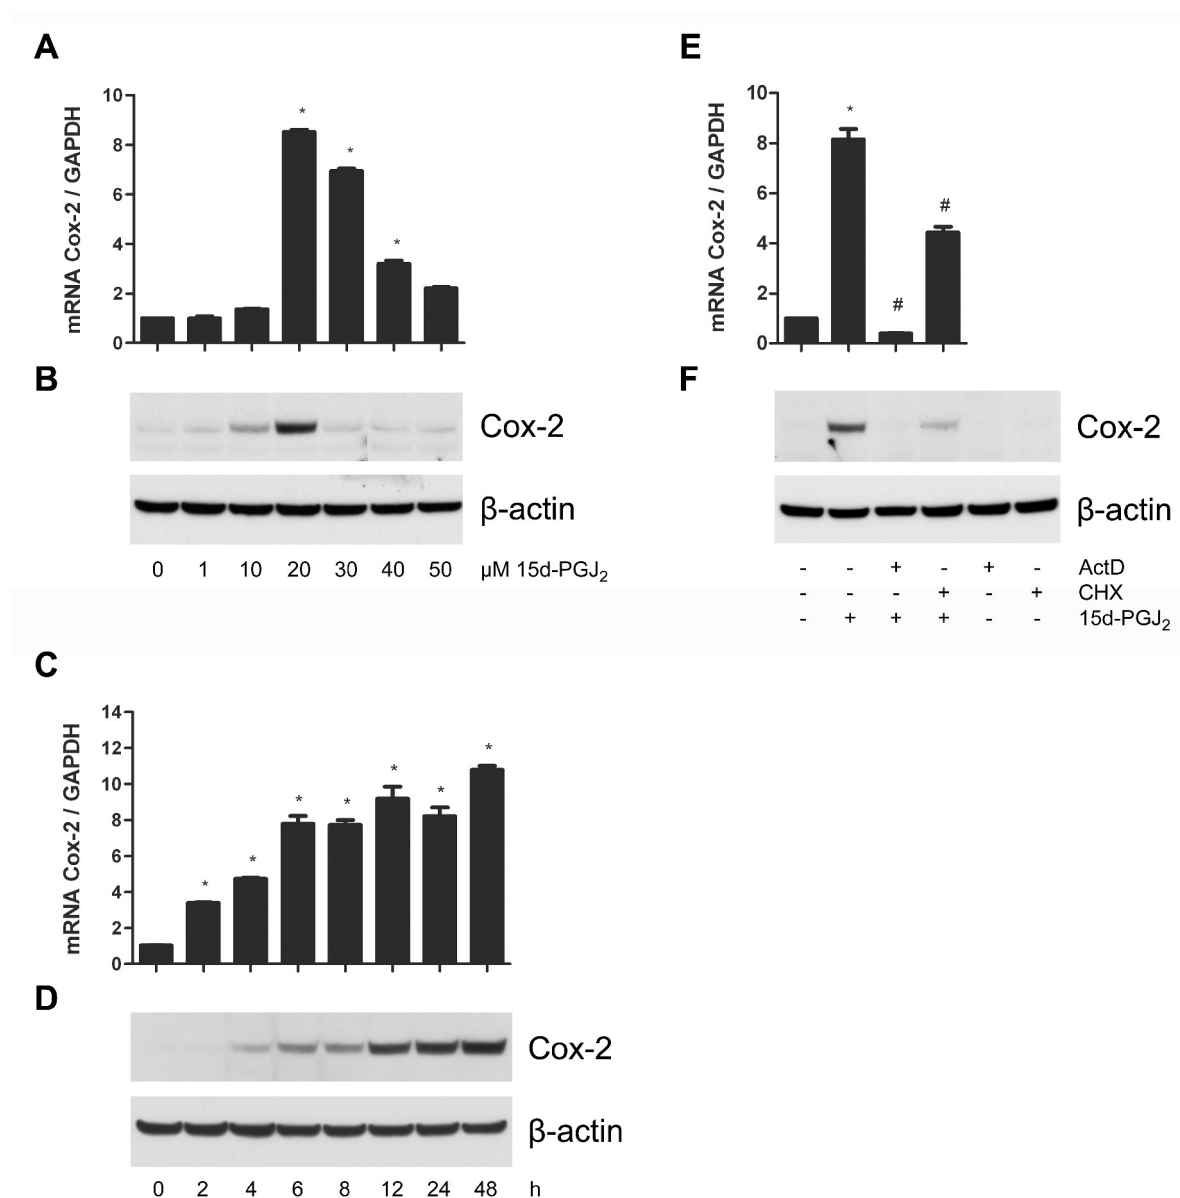 A
mRNA Cox-2 / GAPDH
10
8
6
4
2
0
* * *
B
Cox-2
β-actin
0 1 10 20 30 40 50 µM 15d-PGJ2
C
mRNA Cox-2 / GAPDH
14
12
10
8
6
4
2
0
* * * * * * *
D
Cox-2
β-actin
0 2 4 6 8 12 24 48 h
E
mRNA Cox-2 / GAPDH
10
8
6
4
2
0
* # #
F
Cox-2
β-actin
- - + - + - ActD
- - - + - + CHX
- + + + - - 15d-PGJ2